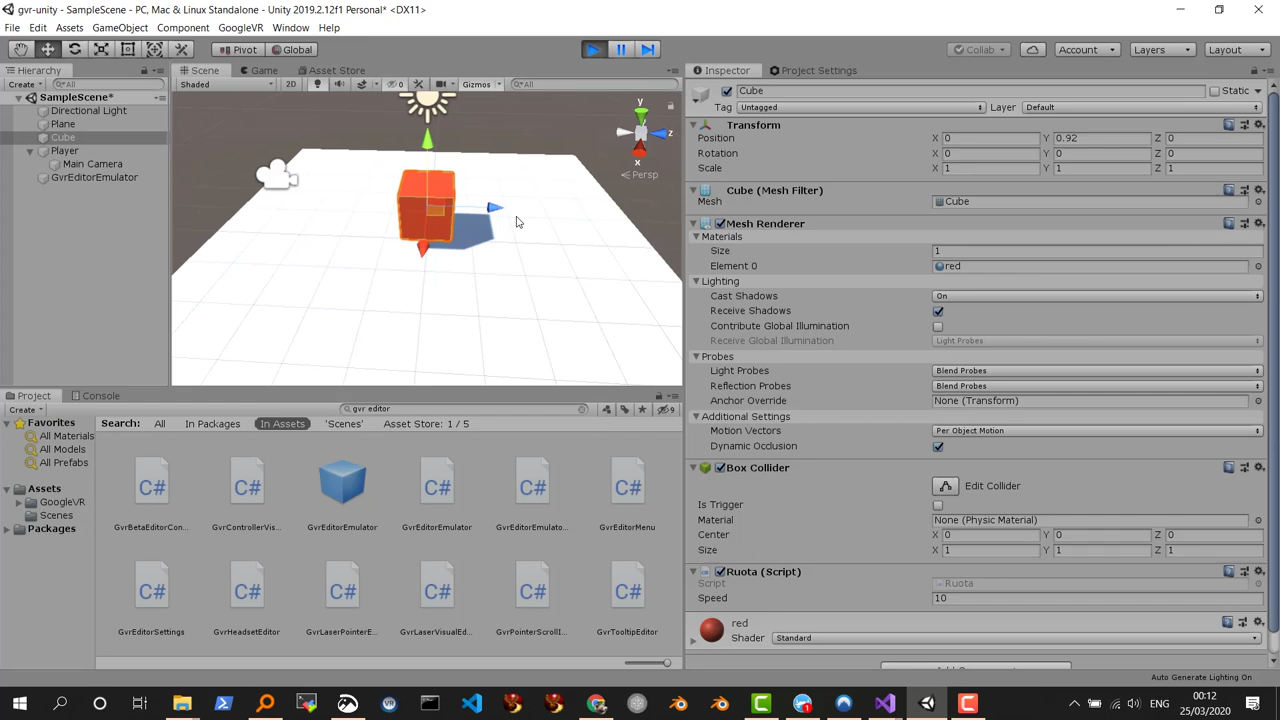 gvr-unity - SampleScene - PC, Mac & Linux Standalone - Unity 2019.2.12f1 Personal* <DX11>
File Edit Assets GameObject Component GoogleVR Window Help
Pivot Global Collab Account Layers Layout
Hierarchy
Create All
SampleScene*
Directional Light
Plane
Cube
Player
Main Camera
GvrEditorEmulator
Scene Game Asset Store
Shaded 2D 0 Gizmos All
y
z
x
Persp
Inspector Project Settings
Cube Static
Tag Untagged Layer Default
Transform
Position X 0 Y 0.92 Z 0
Rotation X 0 Y 0 Z 0
Scale X 1 Y 1 Z 1
Cube (Mesh Filter)
Mesh Cube
Mesh Renderer
Materials
Size 1
Element 0 red
Lighting
Cast Shadows On
Receive Shadows
Contribute Global Illumination
Receive Global Illumination Light Probes
Probes
Light Probes Blend Probes
Reflection Probes Blend Probes
Anchor Override None (Transform)
Additional Settings
Motion Vectors Per Object Motion
Dynamic Occlusion
Box Collider
Edit Collider
Is Trigger
Material None (Physic Material)
Center X 0 Y 0 Z 0
Size X 1 Y 1 Z 1
Ruota (Script)
Script Ruota
Speed 10
red
Shader Standard
Project Console
Create gvr editor 9
Favorites
All Materials
All Models
All Prefabs
Assets
GoogleVR
Scenes
Packages
Search: All In Packages In Assets 'Scenes' Asset Store: 1 / 5
C# C# C# C# C#
GvrBetaEditorCon... GvrControllerVis... GvrEditorEmulator GvrEditorEmulator GvrEditorEmulato... GvrEditorMenu
C# C# C# C# C# C#
GvrEditorSettings GvrHeadsetEditor GvrLaserPointerE... GvrLaserVisualEd... GvrPointerScrollI... GvrTooltipEditor
Auto Generate Lighting On
ENG 00:12
25/03/2020